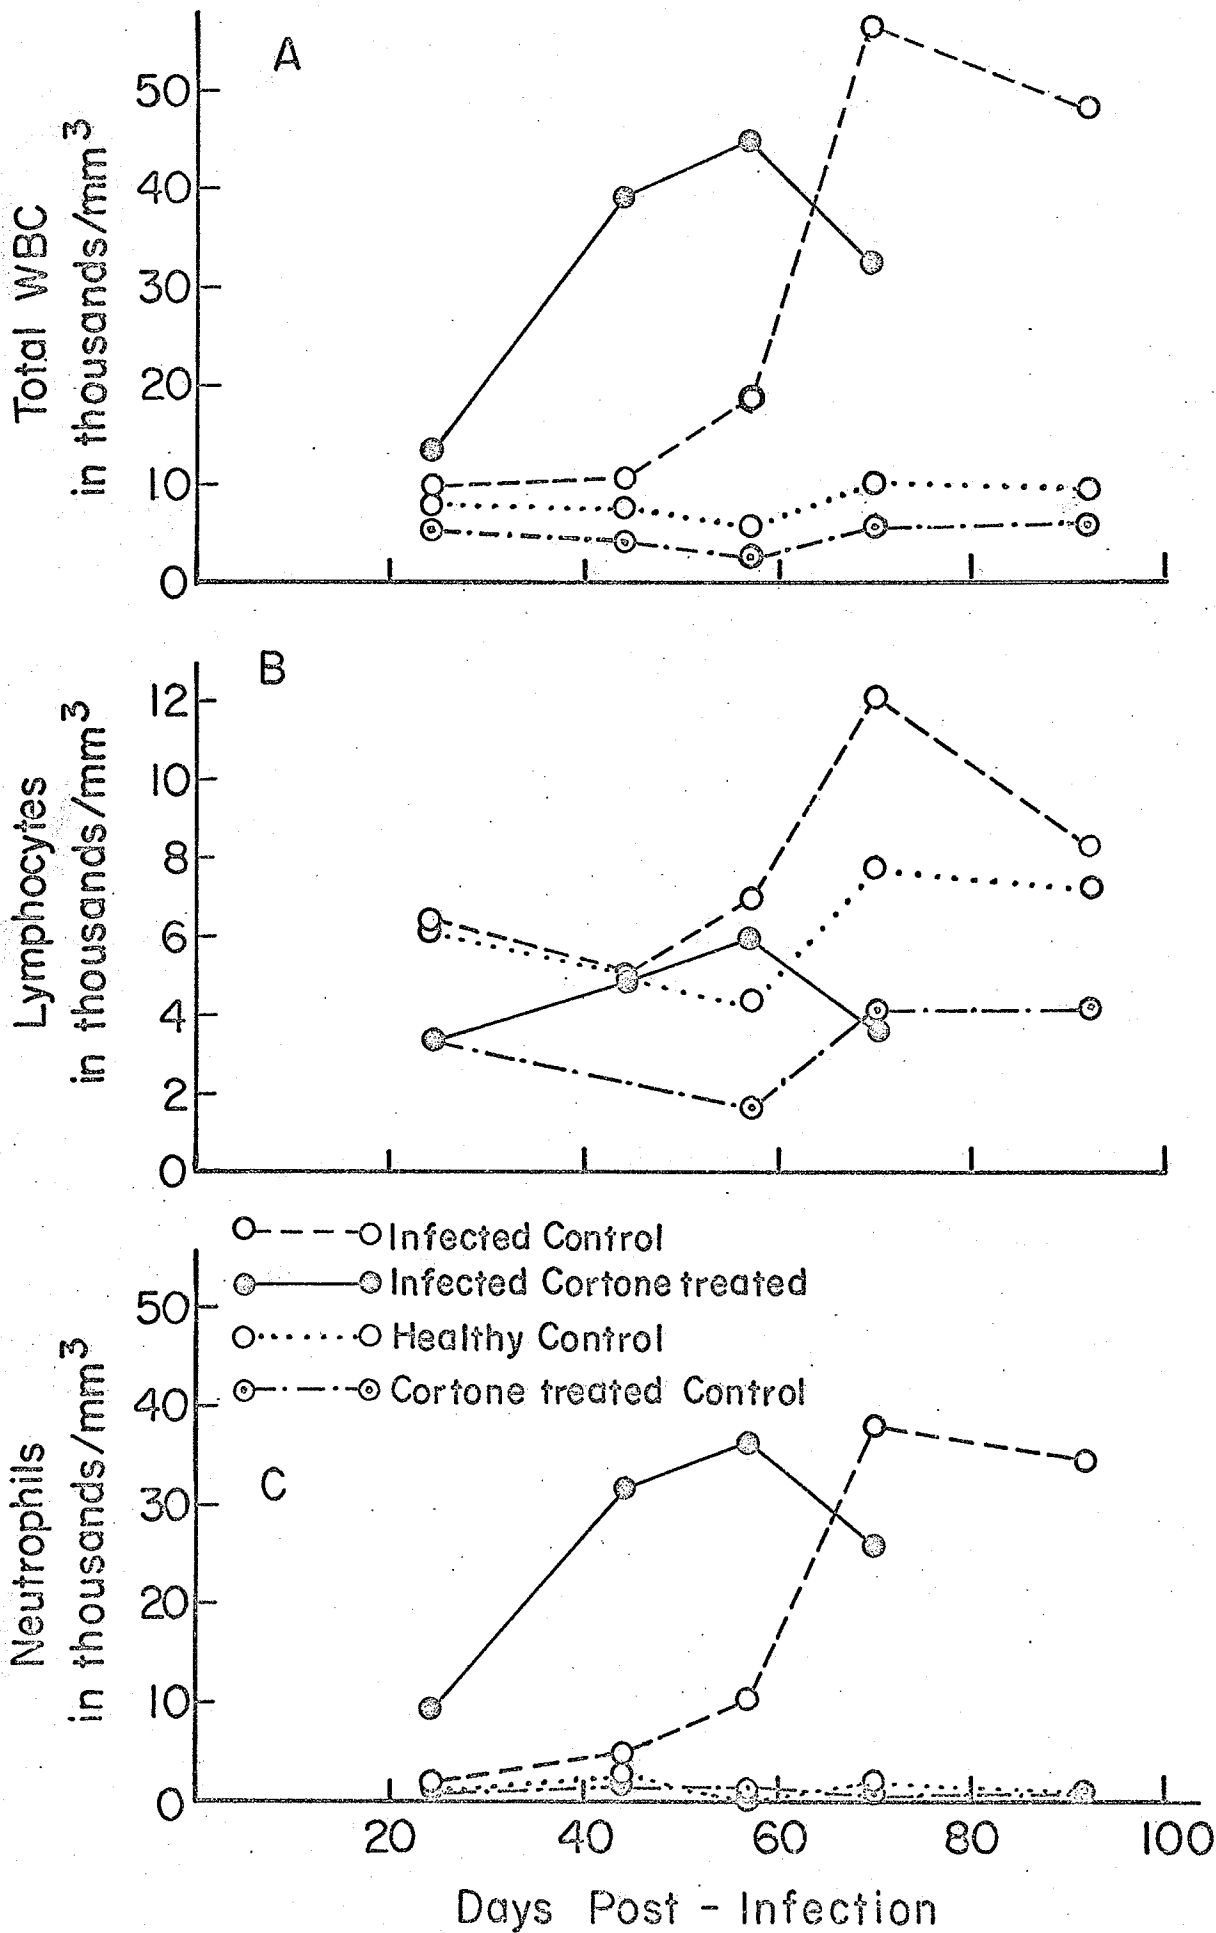 A
Total WBC
in thousands/mm³
50
40
30
20
10
0
B
Lymphocytes
in thousands/mm³
12
10
8
6
4
2
0
Infected Control
Infected Cortone treated
Healthy Control
Cortone treated Control
C
Neutrophils
in thousands/mm³
50
40
30
20
10
0
20 40 60 80 100
Days Post - Infection